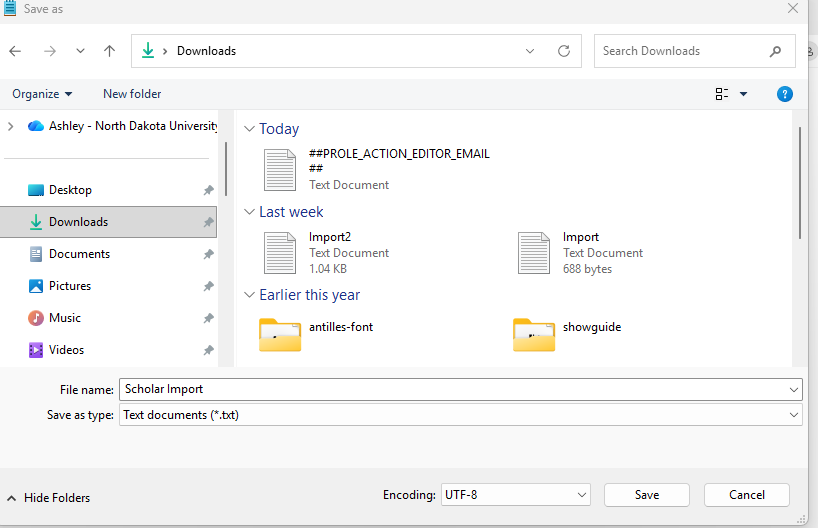 Save as
Downloads
Search Downloads
Organize
New folder
Ashley - North Dakota University
Desktop
Downloads
Documents
Pictures
Music
Videos
Today
##PROLE_ACTION_EDITOR_EMAIL
##
Text Document
Last week
Import2
Text Document
1.04 KB
Import
Text Document
688 bytes
Earlier this year
antilles-font
showguide
File name: Scholar Import
Save as type: Text documents (*.txt)
Hide Folders
Encoding: UTF-8
Save
Cancel